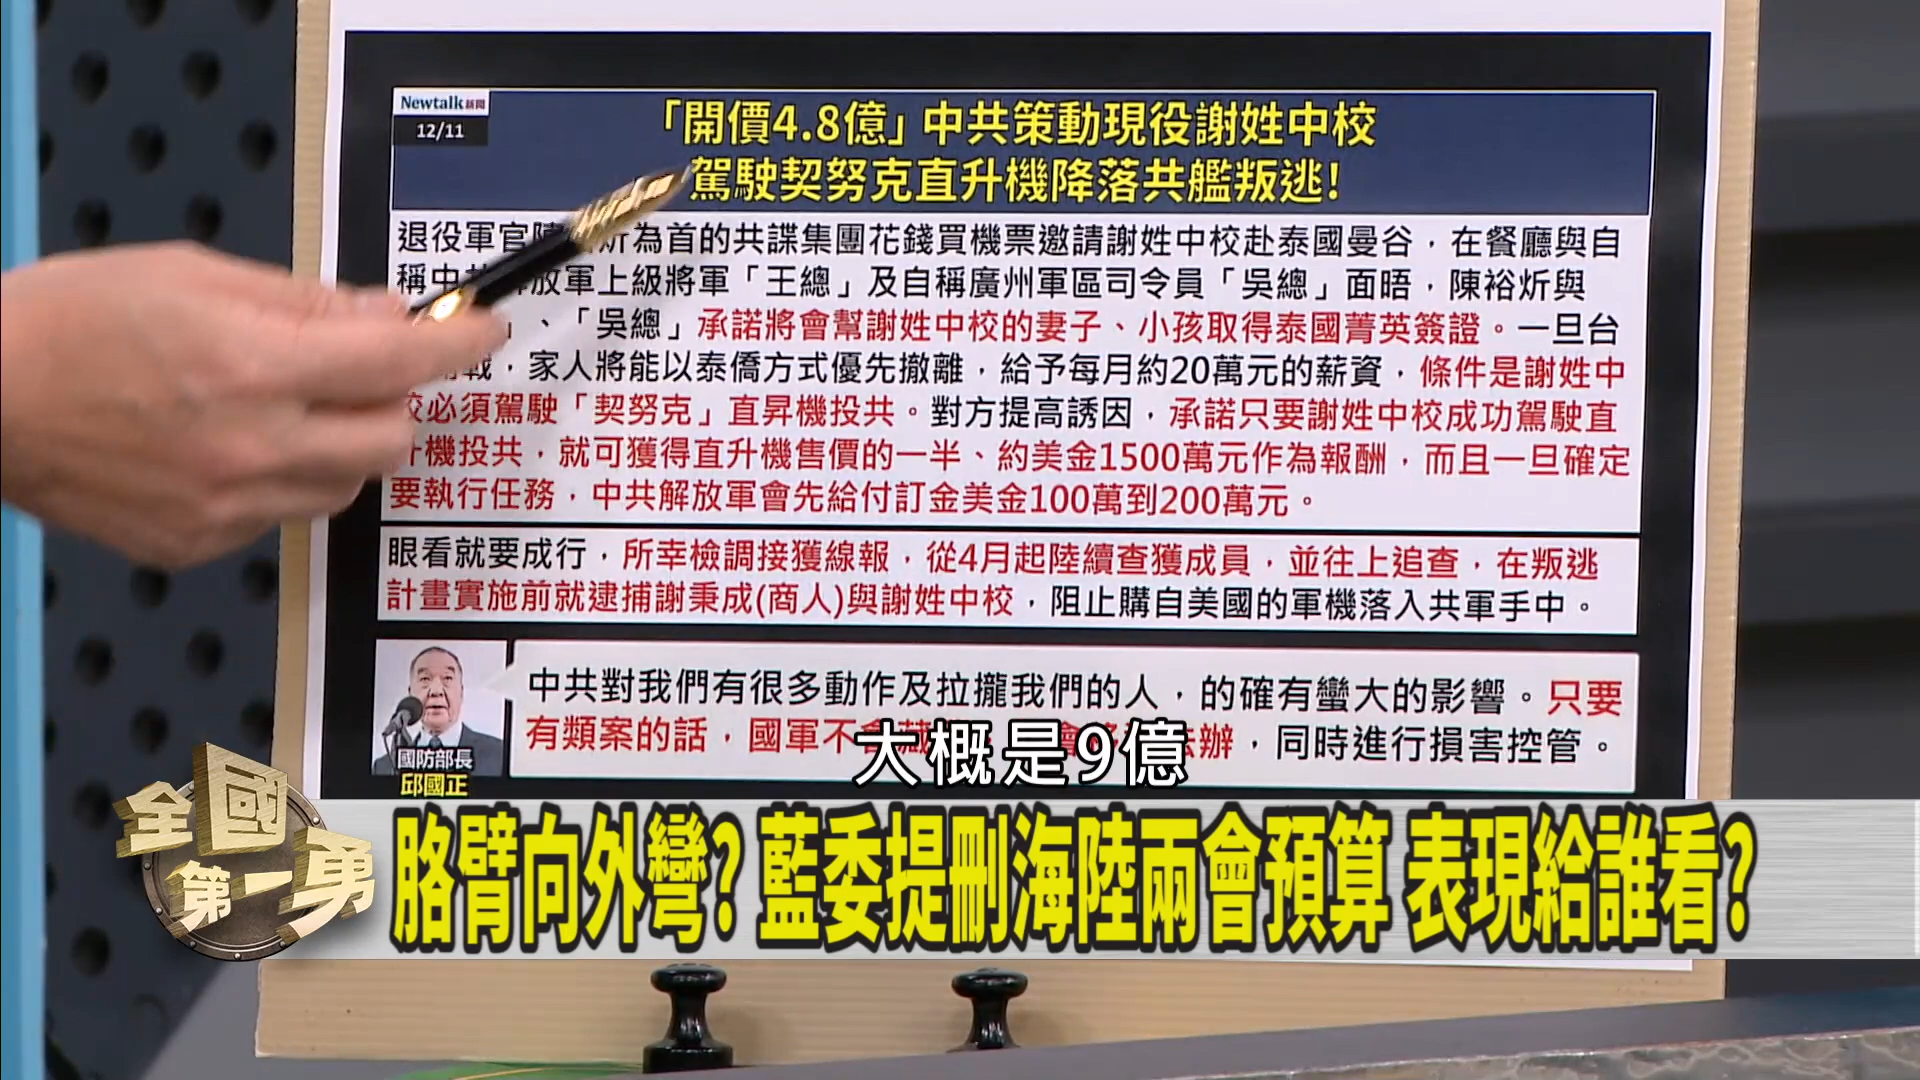 Newtalk新聞
12/11
「開價4.8億」中共策動現役謝姓中校
駕駛契努克直升機降落共艦叛逃!
退役軍官陳 炘為首的共諜集團花錢買機票邀請謝姓中校赴泰國曼谷，在餐廳與自
稱中共解放軍上級將軍「王總」及自稱廣州軍區司令員「吳總」面晤，陳裕炘與
」、「吳總」承諾將會幫謝姓中校的妻子、小孩取得泰國菁英簽證。一旦台
戰，家人將能以泰僑方式優先撤離，給予每月約20萬元的薪資，條件是謝姓中
校必須駕駛「契努克」直昇機投共。對方提高誘因，承諾只要謝姓中校成功駕駛直
升機投共，就可獲得直升機售價的一半、約美金1500萬元作為報酬，而且一旦確定
要執行任務，中共解放軍會先給付訂金美金100萬到200萬元。
眼看就要成行，所幸檢調接獲線報，從4月起陸續查獲成員，並往上追查，在叛逃
計畫實施前就逮捕謝秉成(商人)與謝姓中校，阻止購自美國的軍機落入共軍手中。
中共對我們有很多動作及拉攏我們的人，的確有蠻大的影響。只要
有類案的話，國軍不會 會 法辦，同時進行損害控管。
國防部長
邱國正
大概是9億
全國第一勇
胳臂向外彎? 藍委提刪海陸兩會預算 表現給誰看?